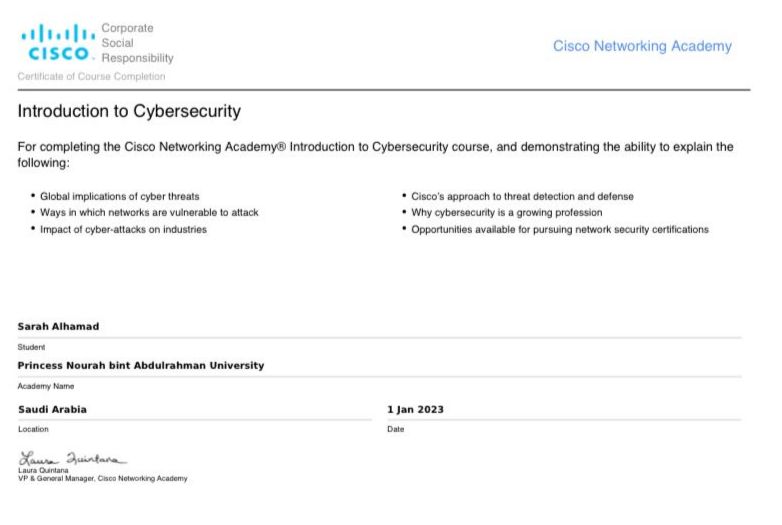 Corporate
Social
CISCO. Responsibility
Cisco Networking Academy
Certificate of Course Completion
Introduction to Cybersecurity
For completing the Cisco Networking Academy® Introduction to Cybersecurity course, and demonstrating the ability to explain the
following:
• Global implications of cyber threats
• Ways in which networks are vulnerable to attack
• Impact of cyber-attacks on industries
• Cisco's approach to threat detection and defense
• Why cybersecurity is a growing profession
• Opportunities available for pursuing network security certifications
Sarah Alhamad
Student
Princess Nourah bint Abdulrahman University
Academy Name
Saudi Arabia
Location
1 Jan 2023
Date
Laura Quintana
Laura Quintana
VP & General Manager, Cisco Networking Academy